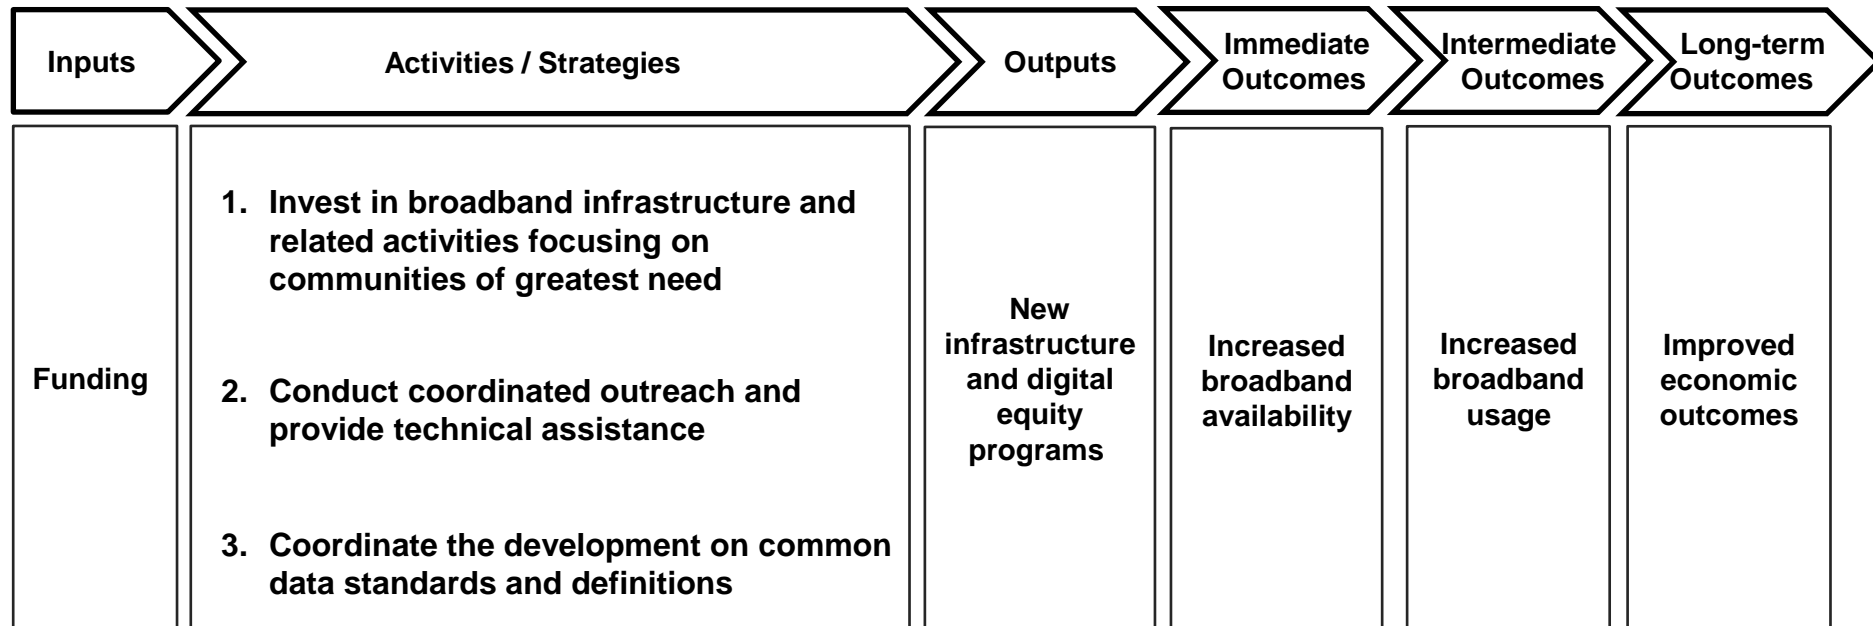 Inputs
Activities / Strategies
Outputs
Immediate
Outcomes
Intermediate
Outcomes
Long-term
Outcomes
Funding
1. Invest in broadband infrastructure and
related activities focusing on
communities of greatest need
2. Conduct coordinated outreach and
provide technical assistance
3. Coordinate the development on common
data standards and definitions
New
infrastructure
and digital
equity
programs
Increased
broadband
availability
Increased
broadband
usage
Improved
economic
outcomes